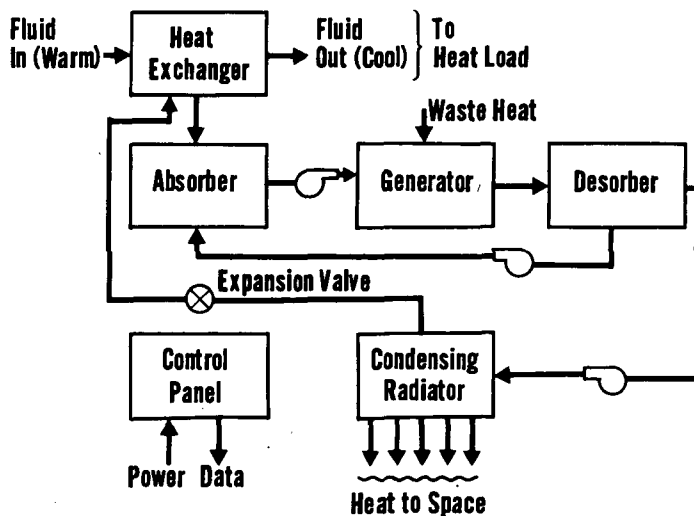 Fluid
In (Warm)
Heat
Exchanger
Fluid
Out (Cool)
To
Heat Load
Waste Heat
Absorber
Generator
Desorber
Expansion Valve
Control
Panel
Condensing
Radiator
Power Data
Heat to Space